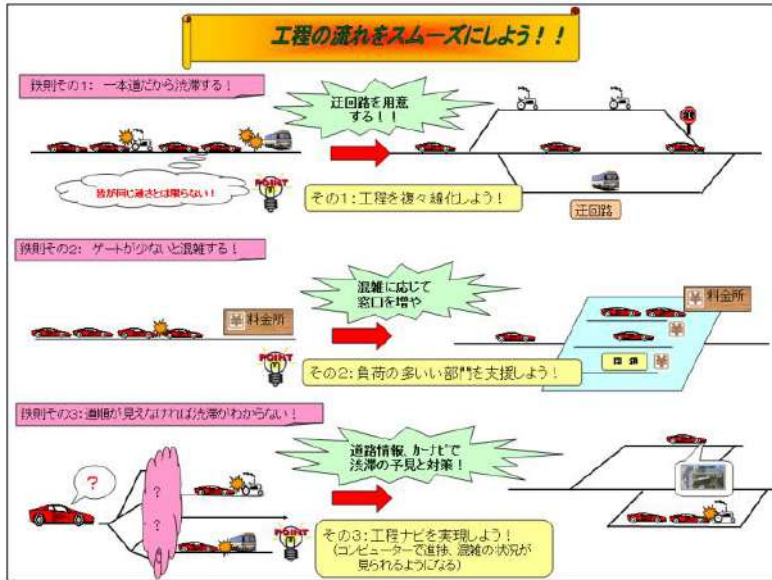 工程の流れをスムーズにしよう！！
鉄則その1： 一本道だから渋滞する！
迂回路を用意
する！！
皆が同じ速さとは限らない！
POINT
その1：工程を複々線化しよう！
迂回路
鉄則その2： ゲートが少ないと混雑する！
混雑に応じて
窓口を増や
¥ 料金所
¥ 料金所
¥
¥
POINT
その2：負荷の多いい部門を支援しよう！
鉄則その3：道順が見えなければ渋滞がわからない！
道路情報、カーナビで
渋滞の予見と対策！
？
？
？
POINT
その3：工程ナビを実現しよう！
（コンピューターで進捗、混雑の状況が
見られるようになる）